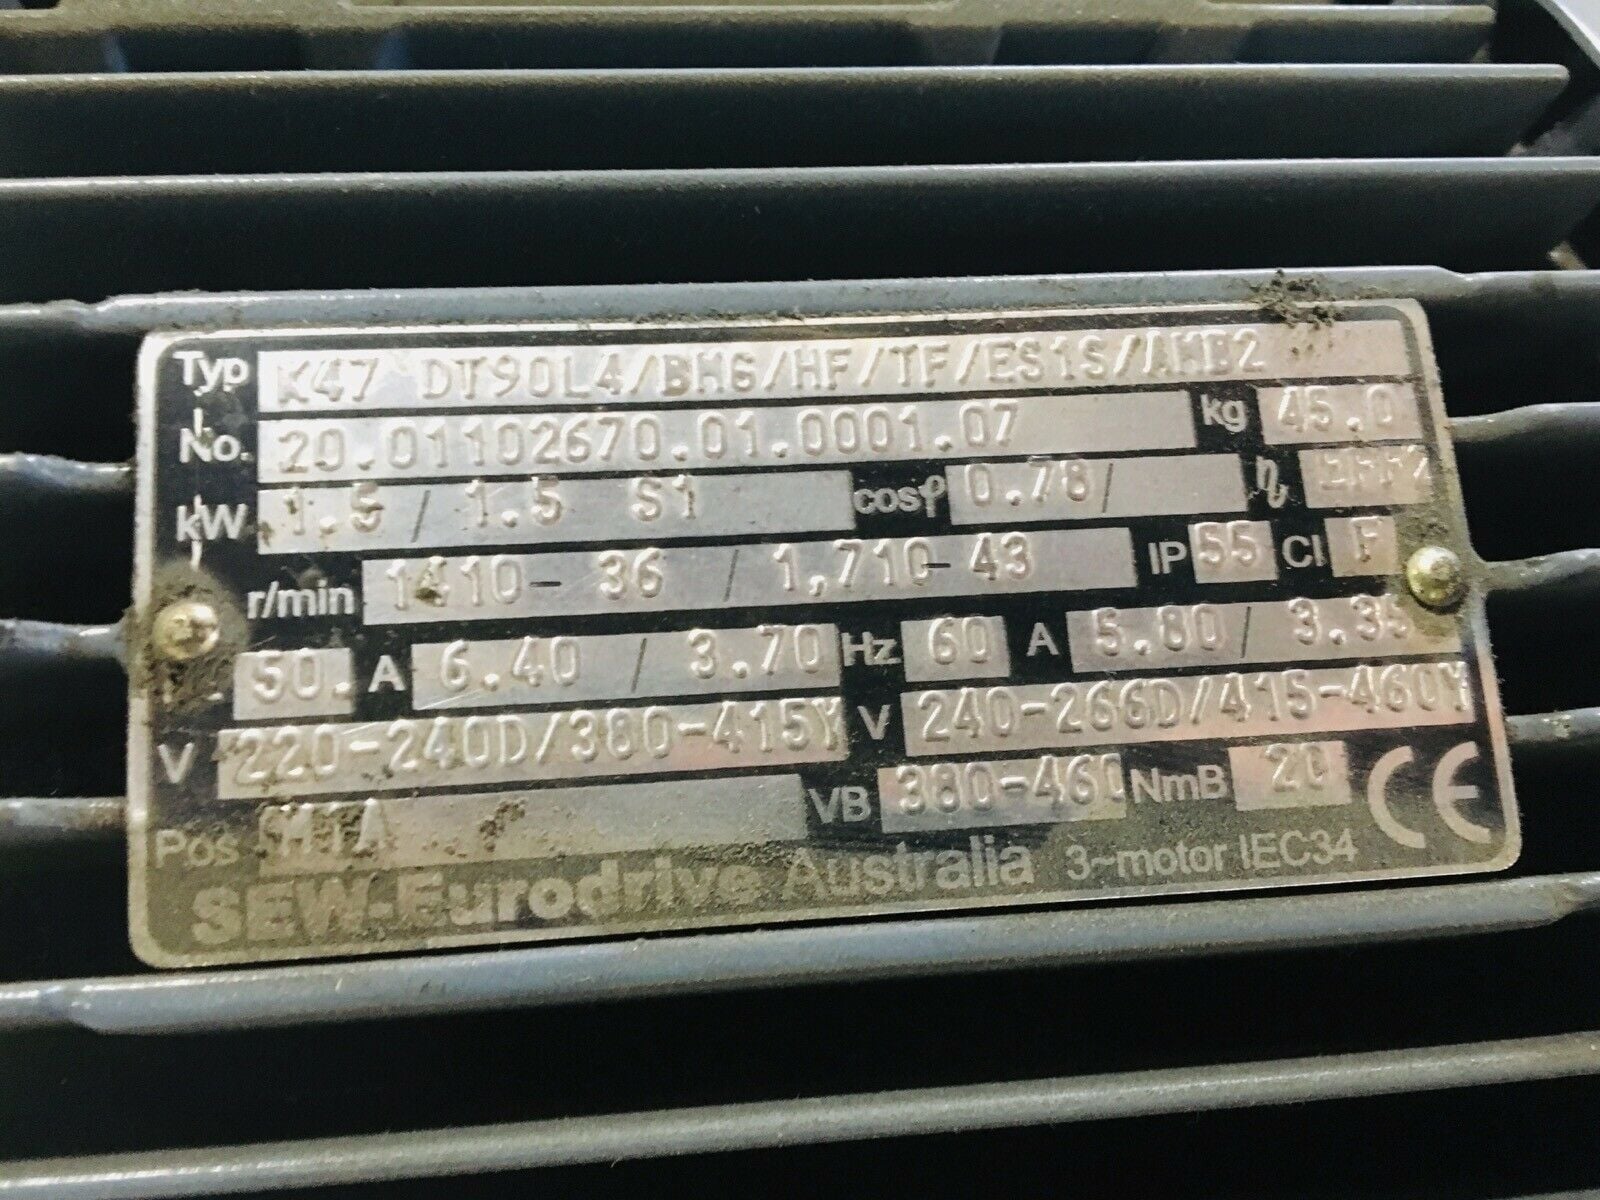 Typ K47 DT90L4/BMG/HF/TF/ES1S/AMB2
No. 20.01102670.01.0001.07 kg 45.0
kW 1.5 / 1.5 S1 cosφ 0.78 / η
r/min 1410- 36 / 1,710-43 IP 55 Cl F
50. A 6.40 / 3.70 Hz 60 A 5.80 / 3.35
V 220-240D/380-415Y V 240-266D/415-460Y
Pos VB 380-460 NmB 20 CE
SEW-Eurodrive Australia 3~motor IEC34